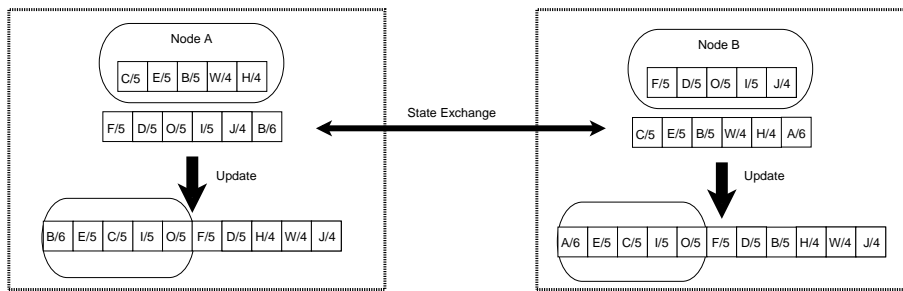 Node A
C/5 E/5 B/5 W/4 H/4
F/5 D/5 O/5 I/5 J/4 B/6
Update
B/6 E/5 C/5 I/5 O/5 F/5 D/5 H/4 W/4 J/4
State Exchange
Node B
F/5 D/5 O/5 I/5 J/4
C/5 E/5 B/5 W/4 H/4 A/6
Update
A/6 E/5 C/5 I/5 O/5 F/5 D/5 B/5 H/4 W/4 J/4